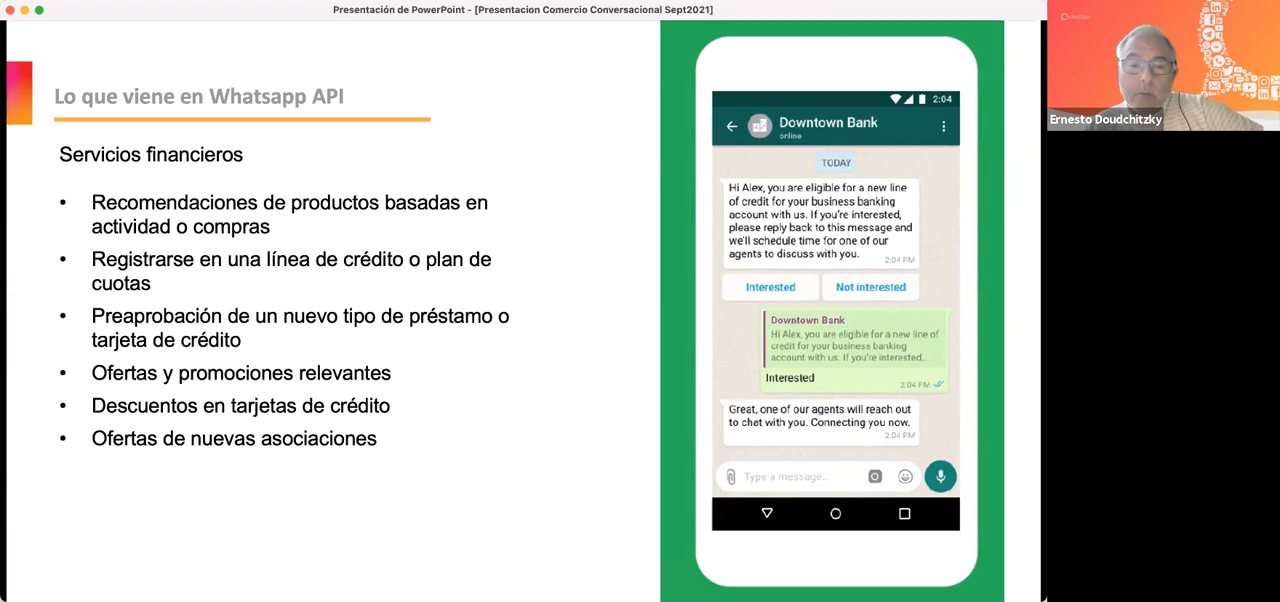 Presentación de PowerPoint - [Presentacion Comercio Conversacional Sept2021]
Lo que viene en Whatsapp API
Servicios financieros
• Recomendaciones de productos basadas en
actividad o compras
• Registrarse en una línea de crédito o plan de
cuotas
• Preaprobación de un nuevo tipo de préstamo o
tarjeta de crédito
• Ofertas y promociones relevantes
• Descuentos en tarjetas de crédito
• Ofertas de nuevas asociaciones
2:04
Downtown Bank
online
TODAY
Hi Alex, you are eligible for a new line
of credit for your business banking
account with us. If you're interested,
please reply back to this message and
we'll schedule time for one of our
agents to discuss with you.
2:04 PM
Interested
Not interested
Downtown Bank
Hi Alex, you are eligible for a new line of
credit for your business banking
account with us. If you're interested...
Interested
2:04 PM
Great, one of our agents will reach out
to chat with you. Connecting you now.
2:04 PM
Type a message...
Ernesto Doudchitzky